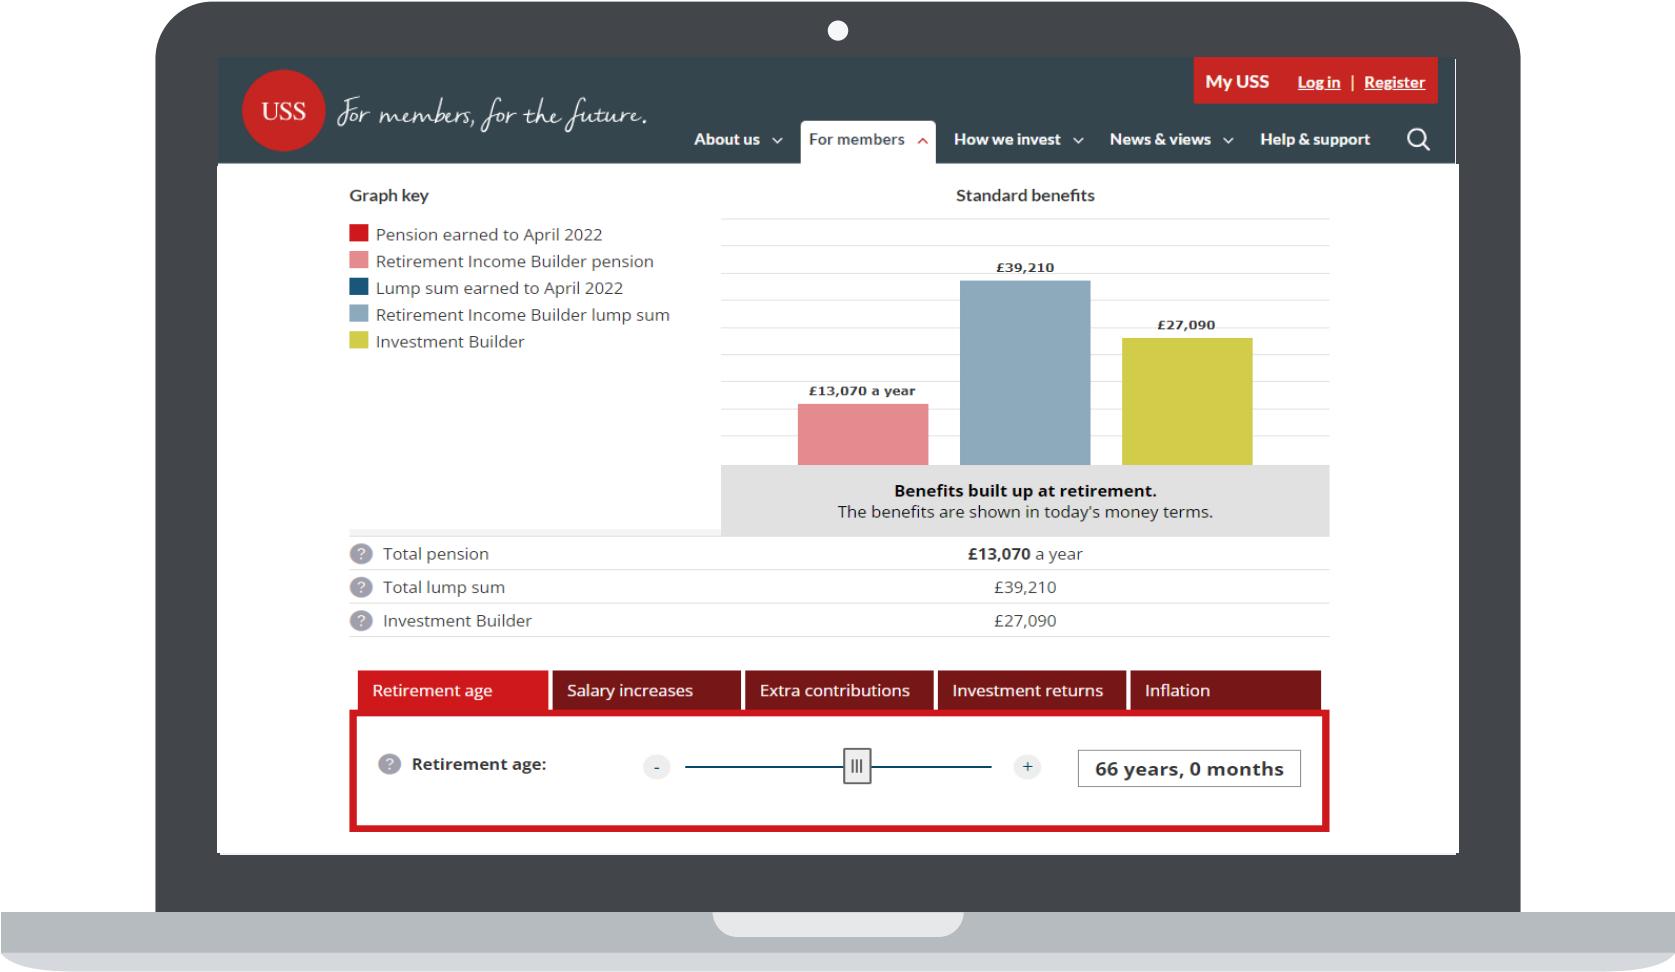 USS
For members, for the future.
My USS Log in | Register
About us For members How we invest News & views Help & support
Graph key
Pension earned to April 2022
Retirement Income Builder pension
Lump sum earned to April 2022
Retirement Income Builder lump sum
Investment Builder
Standard benefits
£39,210
£27,090
£13,070 a year
Benefits built up at retirement.
The benefits are shown in today's money terms.
? Total pension £13,070 a year
? Total lump sum £39,210
? Investment Builder £27,090
Retirement age Salary increases Extra contributions Investment returns Inflation
? Retirement age: - + 66 years, 0 months